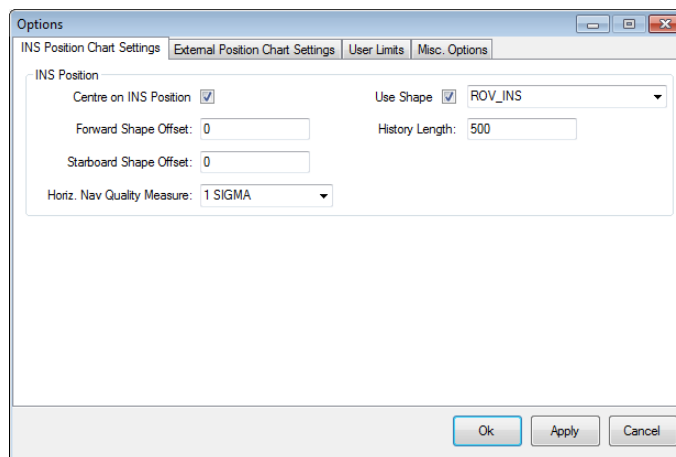 Options
INS Position Chart Settings External Position Chart Settings User Limits Misc. Options
INS Position
Centre on INS Position Use Shape ROV_INS
Forward Shape Offset: 0 History Length: 500
Starboard Shape Offset: 0
Horiz. Nav Quality Measure: 1 SIGMA
Ok Apply Cancel